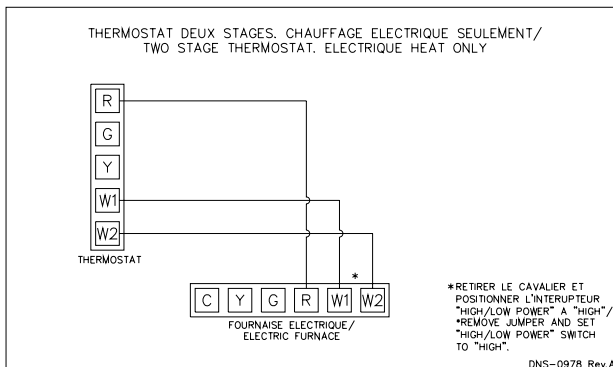 THERMOSTAT DEUX STAGES. CHAUFFAGE ELECTRIQUE SEULEMENT/
TWO STAGE THERMOSTAT. ELECTRIQUE HEAT ONLY
R
G
Y
W1
W2
THERMOSTAT
*
C Y G R W1 W2
FOURNAISE ELECTRIQUE/
ELECTRIC FURNACE
*RETIRER LE CAVALIER ET
POSITIONNER L'INTERUPTEUR
"HIGH/LOW POWER" A "HIGH"/
*REMOVE JUMPER AND SET
"HIGH/LOW POWER" SWITCH
TO "HIGH".
DNS-0978 Rev.A